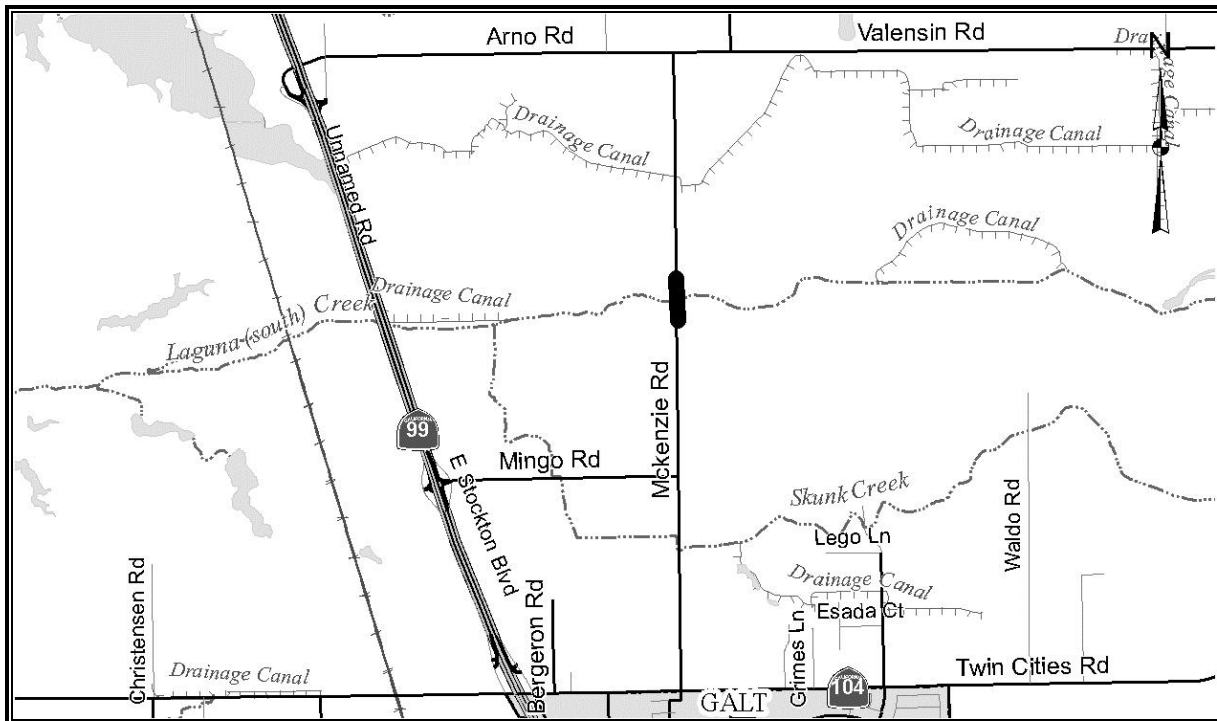 Arno Rd
Valensin Rd
Drainage Canal
N
Drainage Canal
Drainage Canal
Unnamed Rd
Drainage Canal
Drainage Canal
Laguna (south) Creek
99
Mckenzie Rd
Mingo Rd
E Stockton Blvd
Skunk Creek
Waldo Rd
Lego Ln
Drainage Canal
Esada Ct
Bergeron Rd
Christensen Rd
Grimes Ln
Drainage Canal
Twin Cities Rd
GALT
104